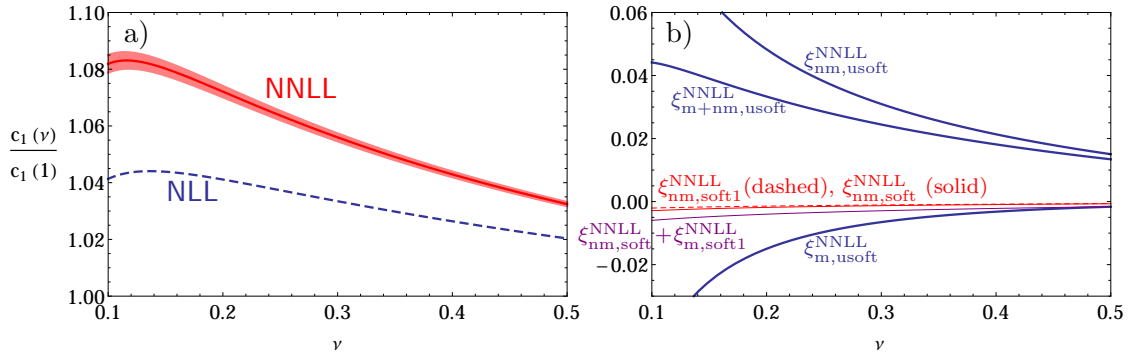 a)
1.10
1.08
1.06
1.04
1.02
1.00
c₁(ν)
c₁(1)
NNLL
NLL
0.1 0.2 0.3 0.4 0.5
ν
b)
0.06
0.04
0.02
0.00
−0.02
ξ^NNLL_nm,usoft
ξ^NNLL_m+nm,usoft
ξ^NNLL_nm,soft1(dashed), ξ^NNLL_nm,soft (solid)
ξ^NNLL_nm,soft+ξ^NNLL_m,soft1
ξ^NNLL_m,usoft
0.1 0.2 0.3 0.4 0.5
ν